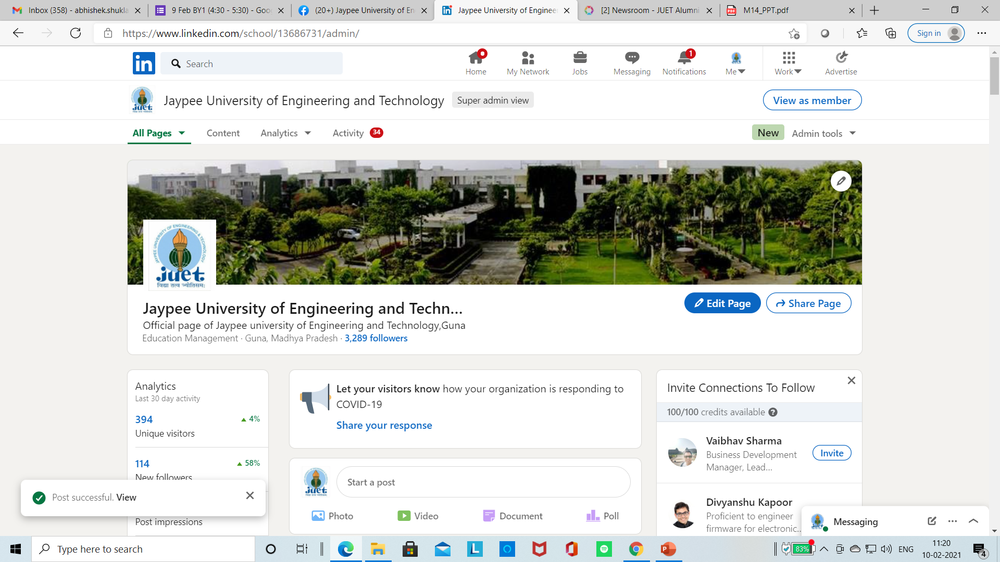 Inbox (358) - abhishek.shukla
9 Feb BY1 (4:30 - 5:30) - Goo
(20+) Jaypee University of En
Jaypee University of Enginee
[2] Newsroom - JUET Alumni
M14_PPT.pdf
https://www.linkedin.com/school/13686731/admin/
Sign in
in
Search
Home
My Network
Jobs
Messaging
1
Notifications
Me
Work
Advertise
Jaypee University of Engineering and Technology
Super admin view
View as member
All Pages
Content
Analytics
Activity 34
New
Admin tools
JAYPEE UNIVERSITY OF ENGINEERING & TECHNOLOGY
juet
विद्या तत्व ज्योतिसम:
Jaypee University of Engineering and Techn...
Official page of Jaypee university of Engineering and Technology,Guna
Education Management · Guna, Madhya Pradesh · 3,289 followers
Edit Page
Share Page
Analytics
Last 30 day activity
394
4%
Unique visitors
114
58%
New followers
Post successful. View
Post impressions
Let your visitors know how your organization is responding to
COVID-19
Share your response
juet
Start a post
Photo
Video
Document
Poll
Invite Connections To Follow
100/100 credits available
Vaibhav Sharma
Business Development
Manager, Lead...
Invite
Divyanshu Kapoor
Proficient to engineer
firmware for electronic...
Messaging
Type here to search
83%
ENG
11:20
10-02-2021
4